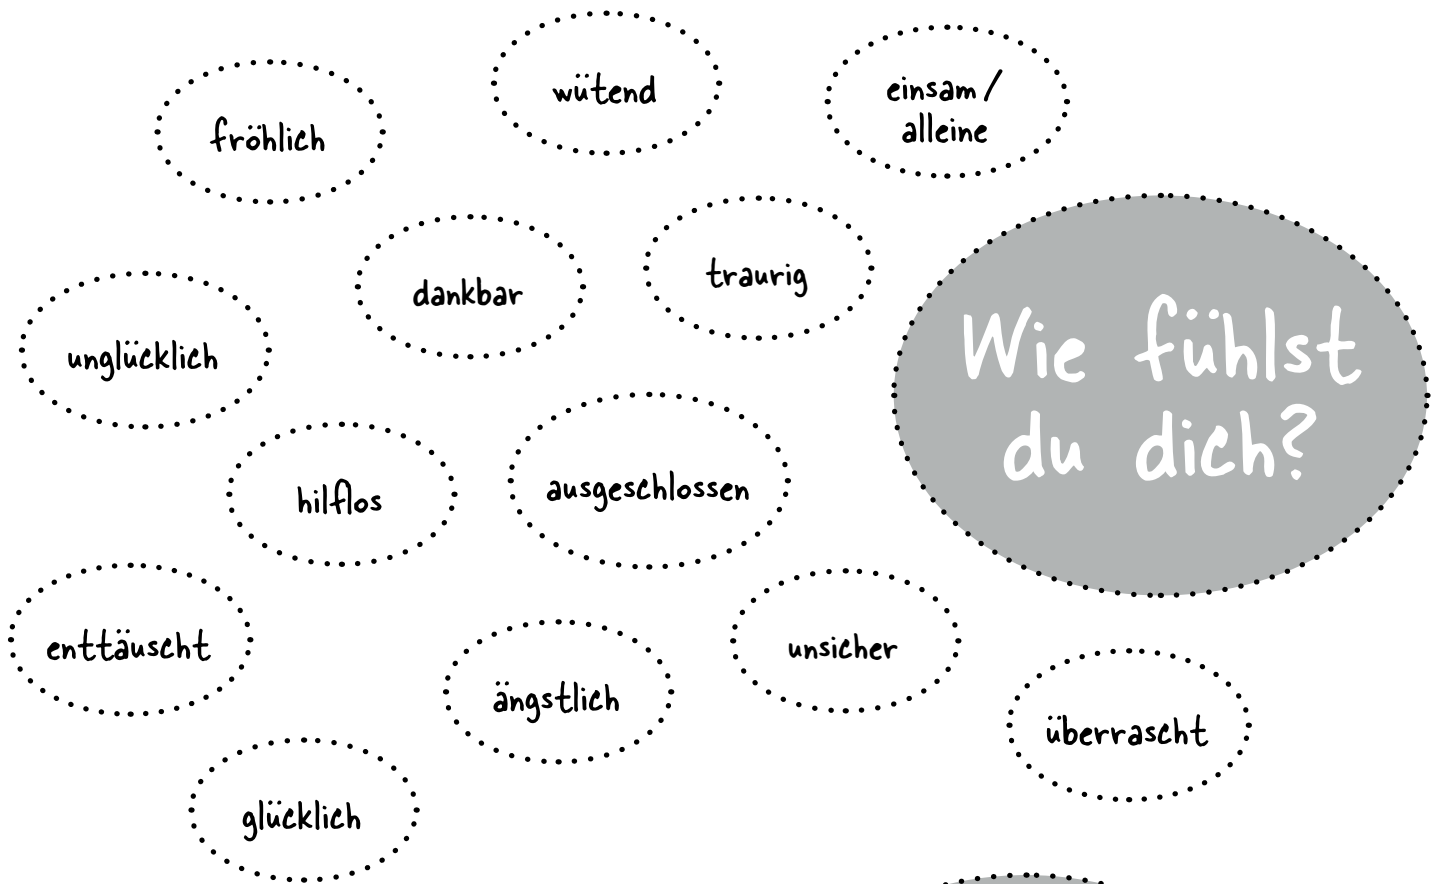 wütend
einsam /
alleine
fröhlich
traurig
dankbar
unglücklich
Wie fühlst
du dich?
hilflos
ausgeschlossen
enttäuscht
unsicher
ängstlich
überrascht
glücklich